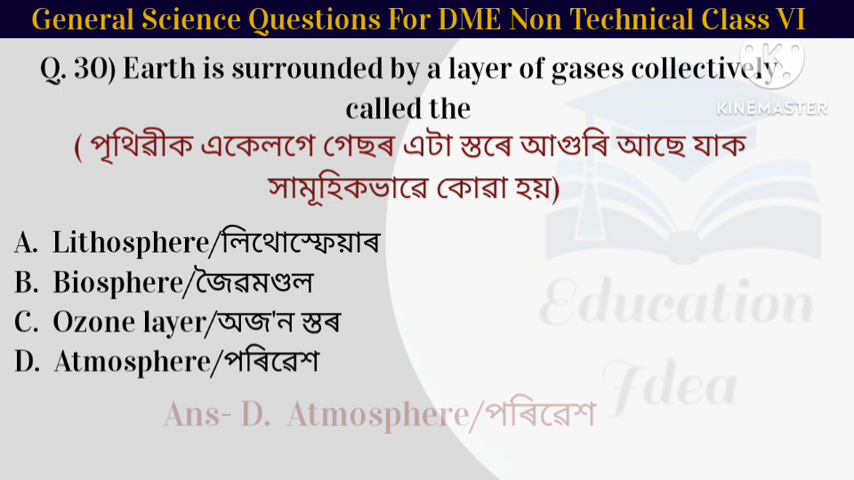 General Science Questions For DME Non Technical Class VI
Q. 30) Earth is surrounded by a layer of gases collectively
called the
( পৃথিৱীক একেলগে গেছৰ এটা স্তৰে আগুৰি আছে যাক
সামূহিকভাৱে কোৱা হয়)
A. Lithosphere/লিথোস্ফেয়াৰ
B. Biosphere/জৈৱমণ্ডল
C. Ozone layer/অজ'ন স্তৰ
D. Atmosphere/পৰিৱেশ
Ans- D. Atmosphere/পৰিৱেশ
K
KINEMASTER
Education
Idea